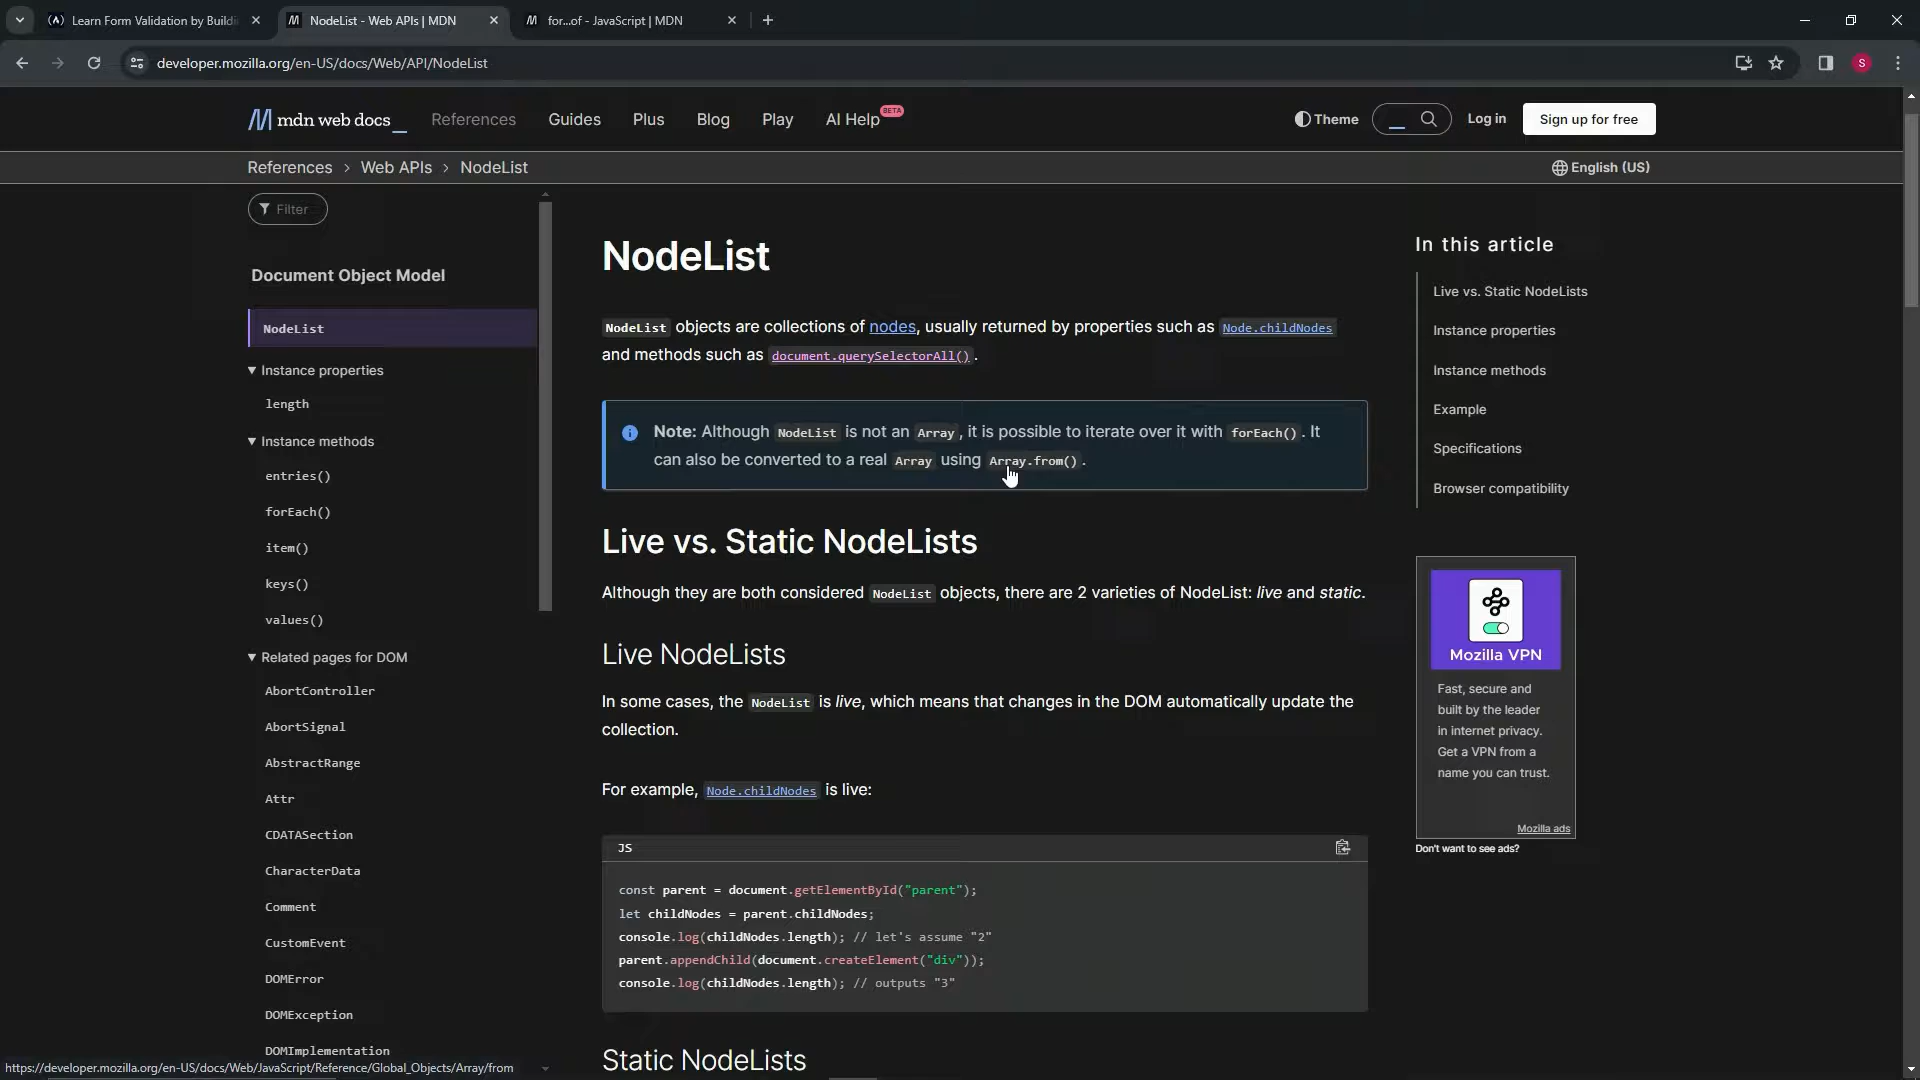 Learn Form Validation by Buildi
NodeList - Web APIs | MDN
for...of - JavaScript | MDN
developer.mozilla.org/en-US/docs/Web/API/NodeList
S
mdn web docs
References
Guides
Plus
Blog
Play
AI Help
BETA
Theme
Log in
Sign up for free
References > Web APIs > NodeList
English (US)
Filter
Document Object Model
NodeList
Instance properties
length
Instance methods
entries()
forEach()
item()
keys()
values()
Related pages for DOM
AbortController
AbortSignal
AbstractRange
Attr
CDATASection
CharacterData
Comment
CustomEvent
DOMError
DOMException
DOMImplementation
https://developer.mozilla.org/en-US/docs/Web/JavaScript/Reference/Global_Objects/Array/from
NodeList
NodeList objects are collections of nodes, usually returned by properties such as Node.childNodes
and methods such as document.querySelectorAll().
Note: Although NodeList is not an Array, it is possible to iterate over it with forEach(). It
can also be converted to a real Array using Array.from().
Live vs. Static NodeLists
Although they are both considered NodeList objects, there are 2 varieties of NodeList: live and static.
Live NodeLists
In some cases, the NodeList is live, which means that changes in the DOM automatically update the
collection.
For example, Node.childNodes is live:
JS
const parent = document.getElementById("parent");
let childNodes = parent.childNodes;
console.log(childNodes.length); // let's assume "2"
parent.appendChild(document.createElement("div"));
console.log(childNodes.length); // outputs "3"
Static NodeLists
In this article
Live vs. Static NodeLists
Instance properties
Instance methods
Example
Specifications
Browser compatibility
Mozilla VPN
Fast, secure and
built by the leader
in internet privacy.
Get a VPN from a
name you can trust.
Mozilla ads
Don't want to see ads?